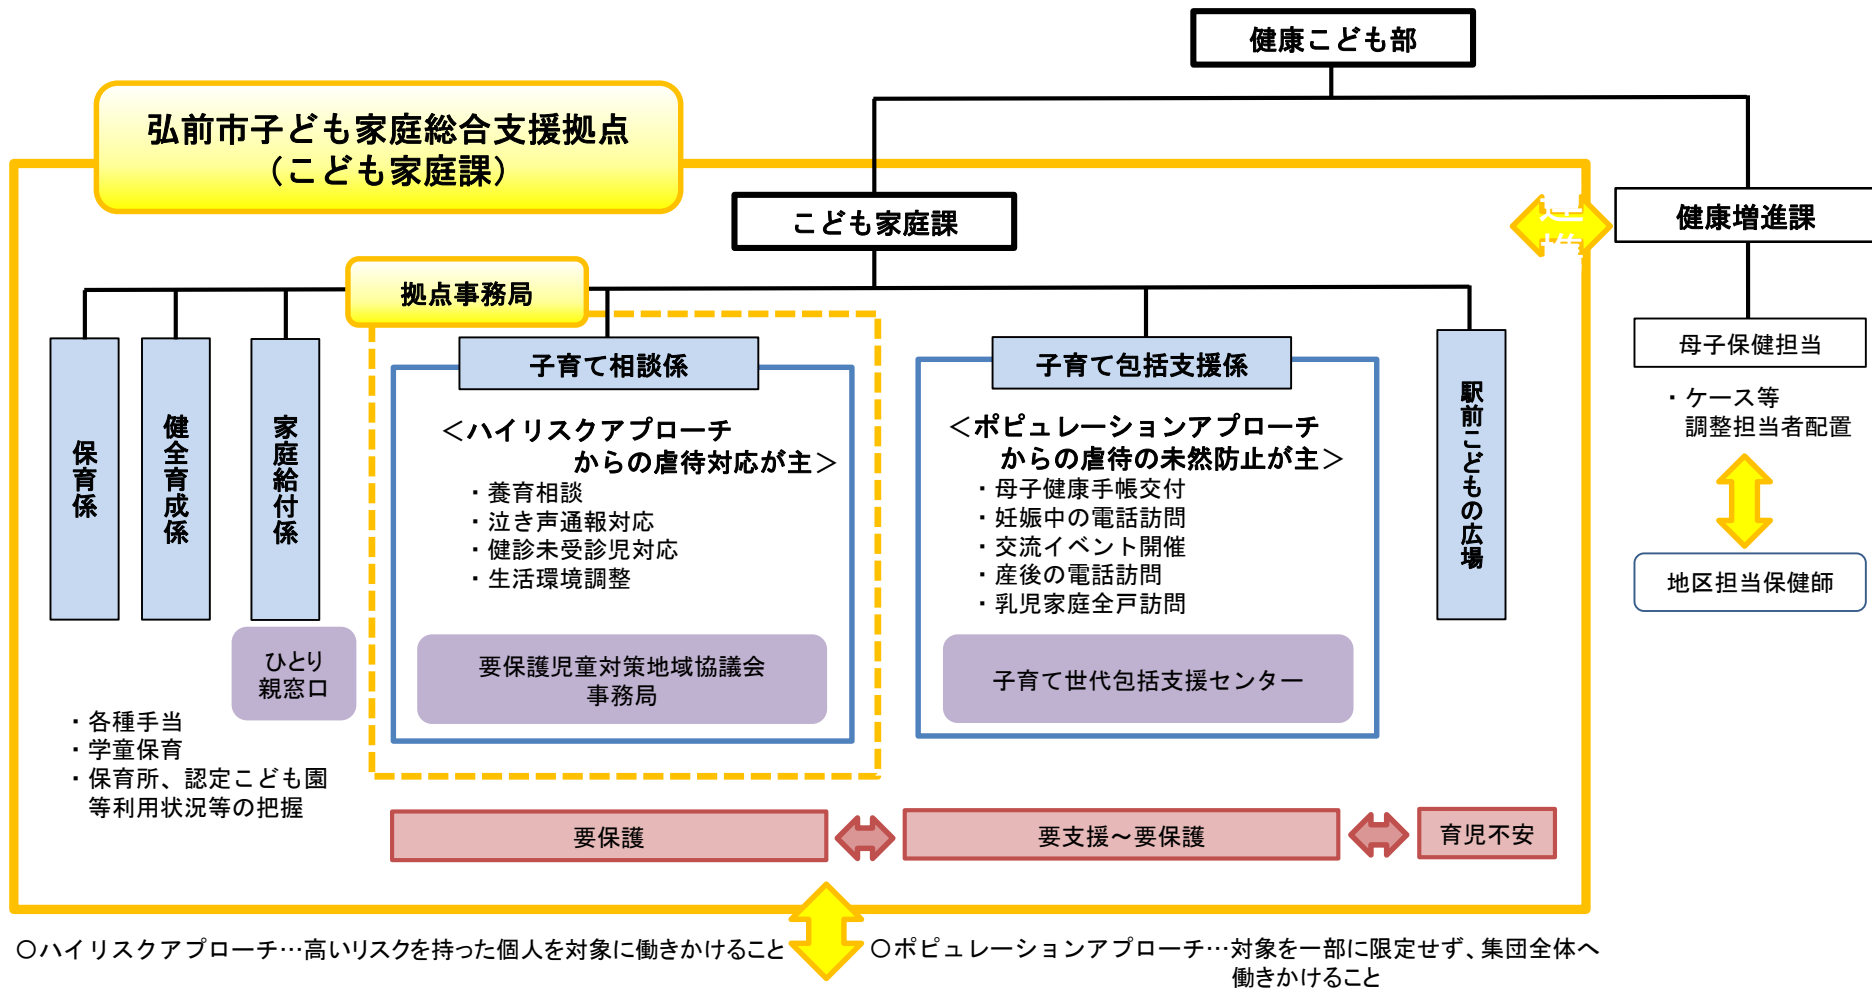 健康こども部
弘前市子ども家庭総合支援拠点
（こども家庭課）
こども家庭課
連携
健康増進課
拠点事務局
保育係
健全育成係
家庭給付係
ひとり
親窓口
・各種手当
・学童保育
・保育所、認定こども園
等利用状況等の把握
子育て相談係
＜ハイリスクアプローチ
からの虐待対応が主＞
・養育相談
・泣き声通報対応
・健診未受診児対応
・生活環境調整
要保護児童対策地域協議会
事務局
子育て包括支援係
＜ポピュレーションアプローチ
からの虐待の未然防止が主＞
・母子健康手帳交付
・妊娠中の電話訪問
・交流イベント開催
・産後の電話訪問
・乳児家庭全戸訪問
子育て世代包括支援センター
駅前こどもの広場
母子保健担当
・ケース等
調整担当者配置
地区担当保健師
要保護
要支援～要保護
育児不安
〇ハイリスクアプローチ…高いリスクを持った個人を対象に働きかけること
〇ポピュレーションアプローチ…対象を一部に限定せず、集団全体へ
働きかけること